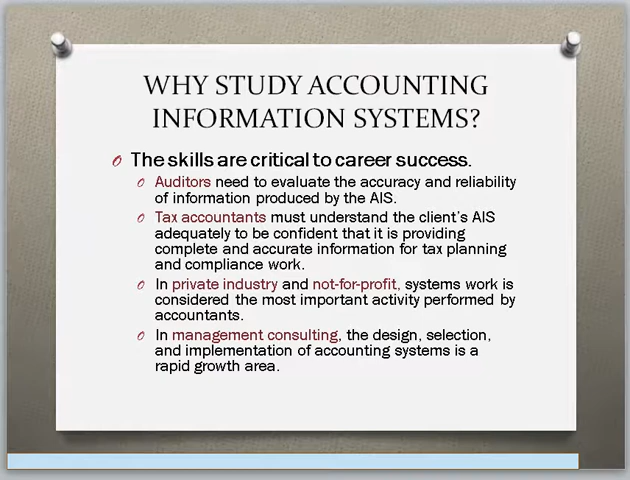 WHY STUDY ACCOUNTING
INFORMATION SYSTEMS?
The skills are critical to career success.
Auditors need to evaluate the accuracy and reliability
of information produced by the AIS.
Tax accountants must understand the client's AIS
adequately to be confident that it is providing
complete and accurate information for tax planning
and compliance work.
In private industry and not-for-profit, systems work is
considered the most important activity performed by
accountants.
In management consulting, the design, selection,
and implementation of accounting systems is a
rapid growth area.